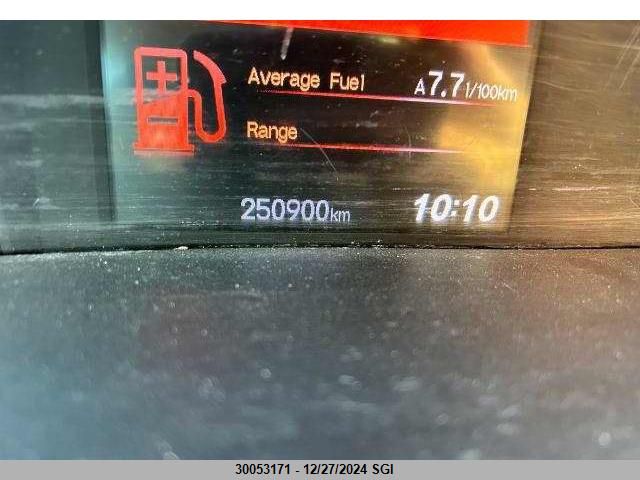 Average Fuel A7.7 l/100km
Range
250900km 10:10
30053171 - 12/27/2024 SGI